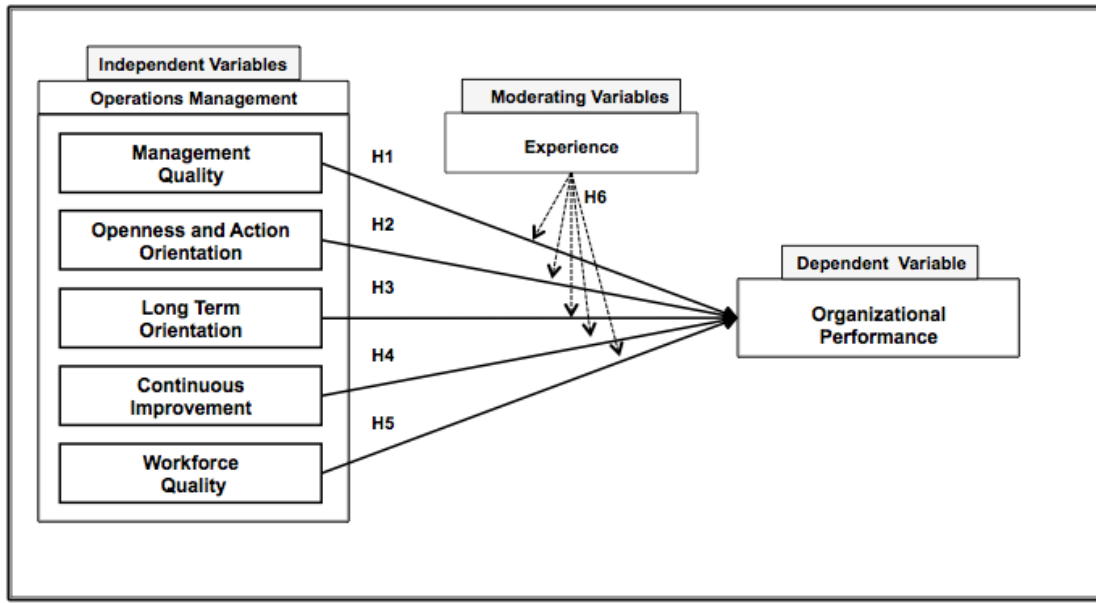 Independent Variables
Operations Management
Management
Quality
Openness and Action
Orientation
Long Term
Orientation
Continuous
Improvement
Workforce
Quality
H1
H2
H3
H4
H5
Moderating Variables
Experience
H6
Dependent Variable
Organizational
Performance